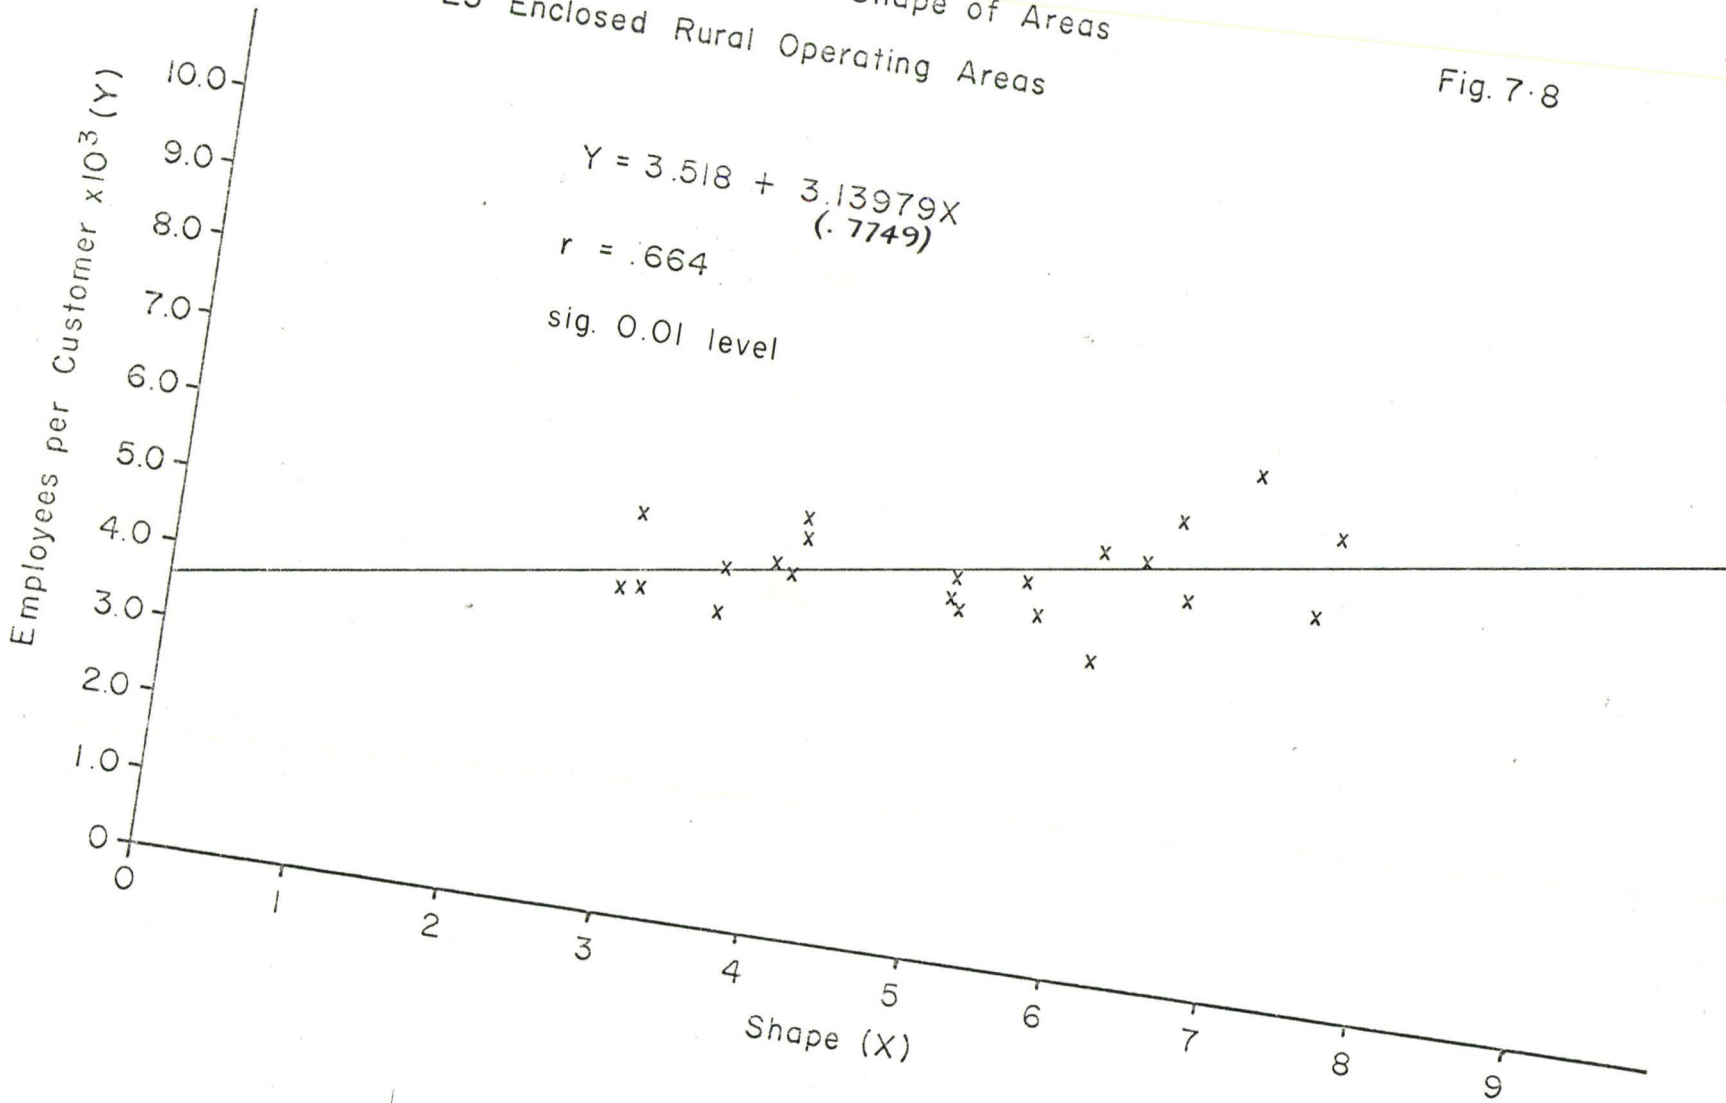 Shape of Areas
Enclosed Rural Operating Areas
Fig. 7·8
Y = 3.518 + 3.13979X
(.7749)
r = .664
sig. 0.01 level
Employees per Customer x10³ (Y)
10.0
9.0
8.0
7.0
6.0
5.0
4.0
3.0
2.0
1.0
0
0
1
2
3
4
5
6
7
8
9
Shape (X)